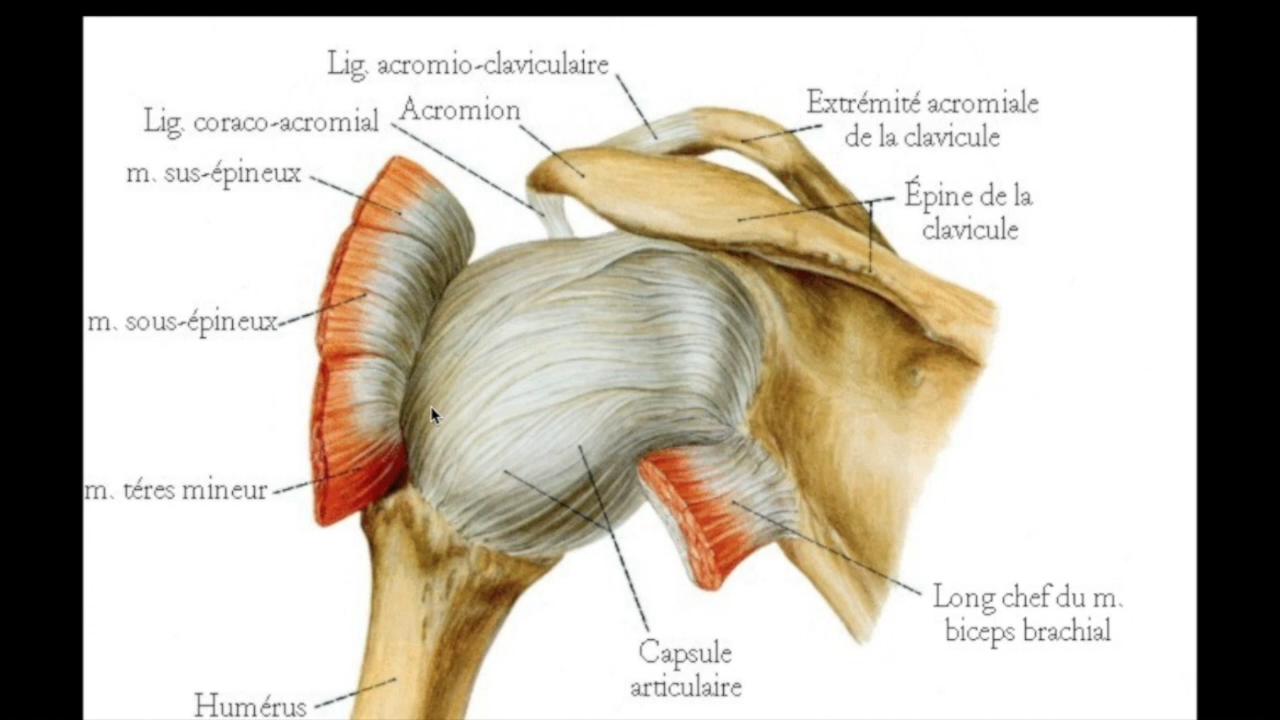 Lig. acromio-claviculaire
Lig. coraco-acromial
Acromion
Extrémité acromiale
de la clavicule
m. sus-épineux
Épine de la
clavicule
m. sous-épineux
m. téres mineur
Long chef du m.
biceps brachial
Capsule
articulaire
Humérus